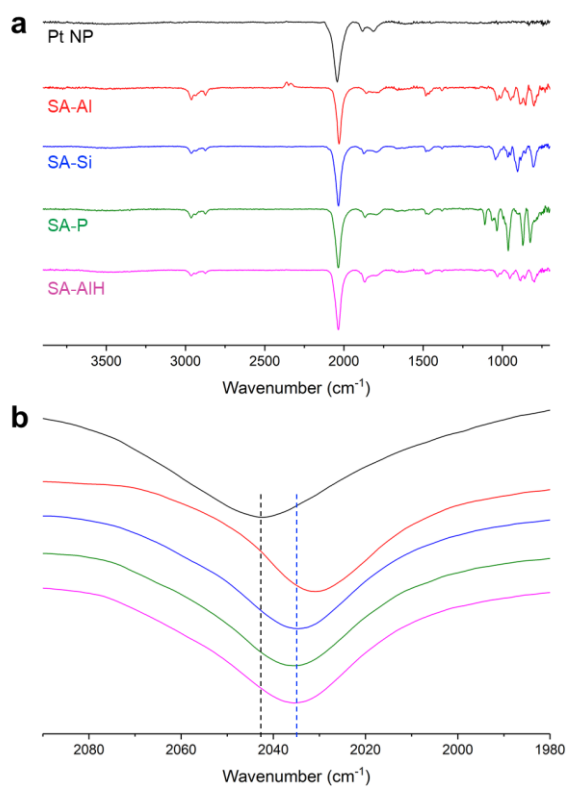 a
Pt NP
SA-Al
SA-Si
SA-P
SA-AlH
3500 3000 2500 2000 1500 1000
Wavenumber (cm⁻¹)
b
2080 2060 2040 2020 2000 1980
Wavenumber (cm⁻¹)